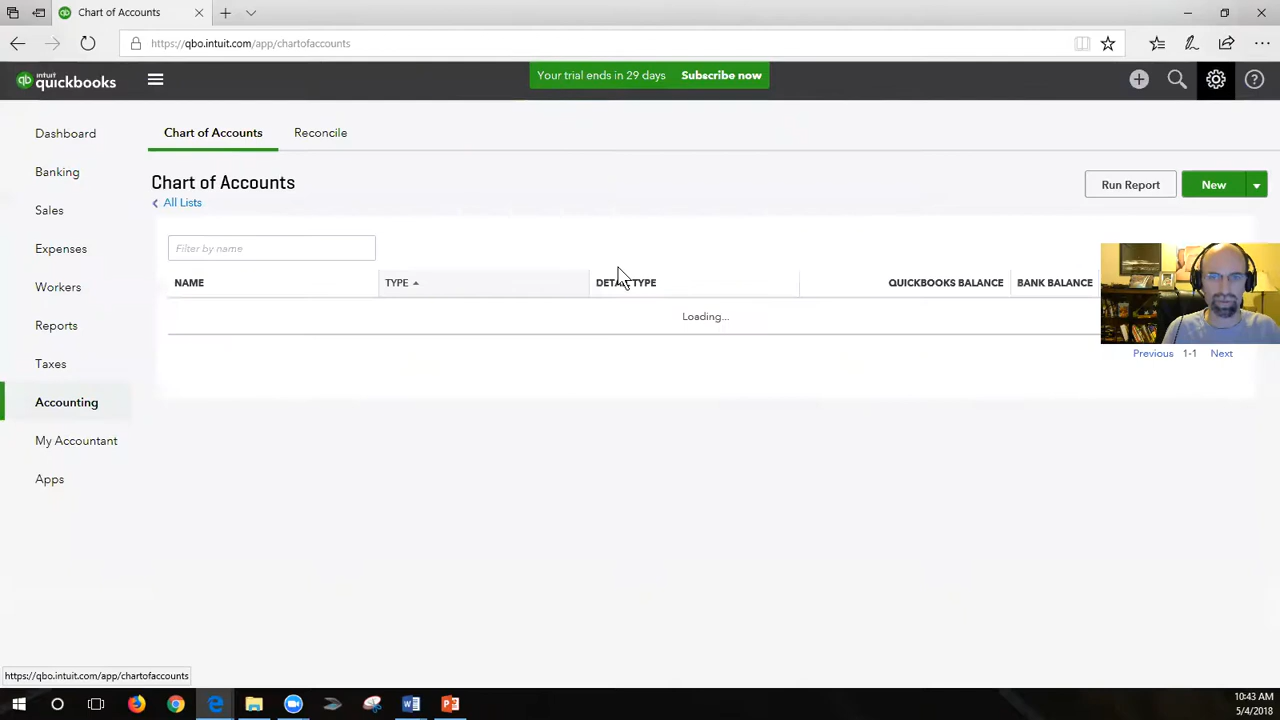 Chart of Accounts
https://qbo.intuit.com/app/chartofaccounts
qb intuit quickbooks
Your trial ends in 29 days Subscribe now
Dashboard
Banking
Sales
Expenses
Workers
Reports
Taxes
Accounting
My Accountant
Apps
Chart of Accounts Reconcile
Chart of Accounts
All Lists
Run Report New
Filter by name
NAME TYPE DETAIL TYPE QUICKBOOKS BALANCE BANK BALANCE
Loading...
Previous 1-1 Next
https://qbo.intuit.com/app/chartofaccounts
10:43 AM
5/4/2018